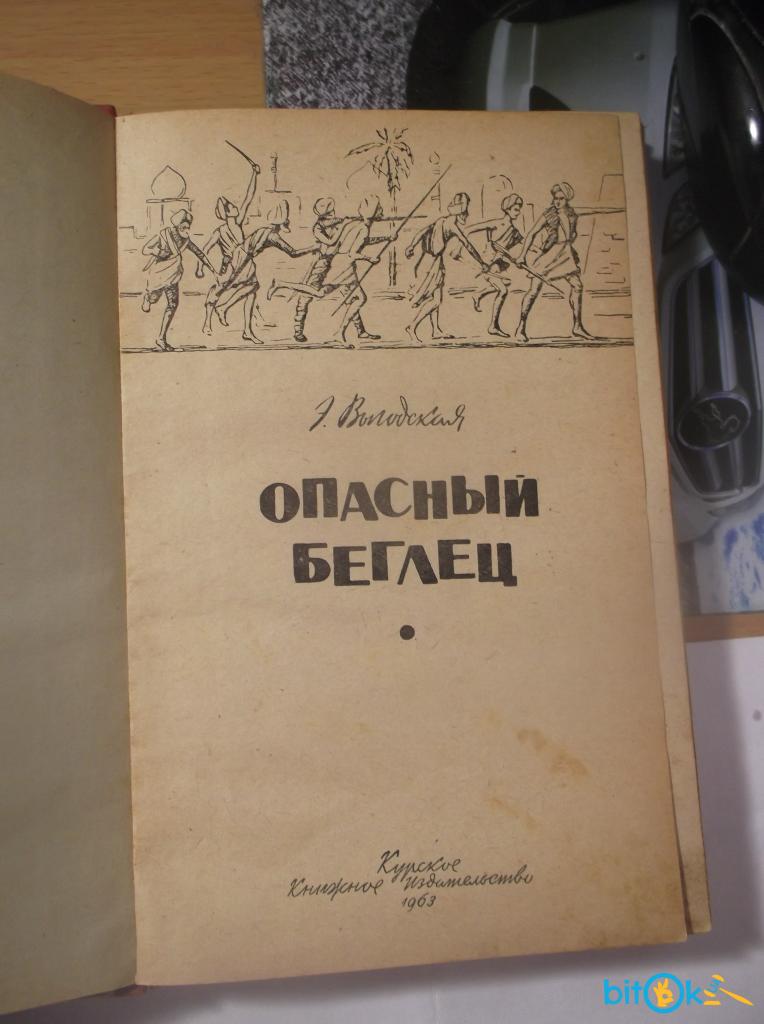 Э. Выгодская
ОПАСНЫЙ
БЕГЛЕЦ
Курское
Книжное Издательство
1963
bitok